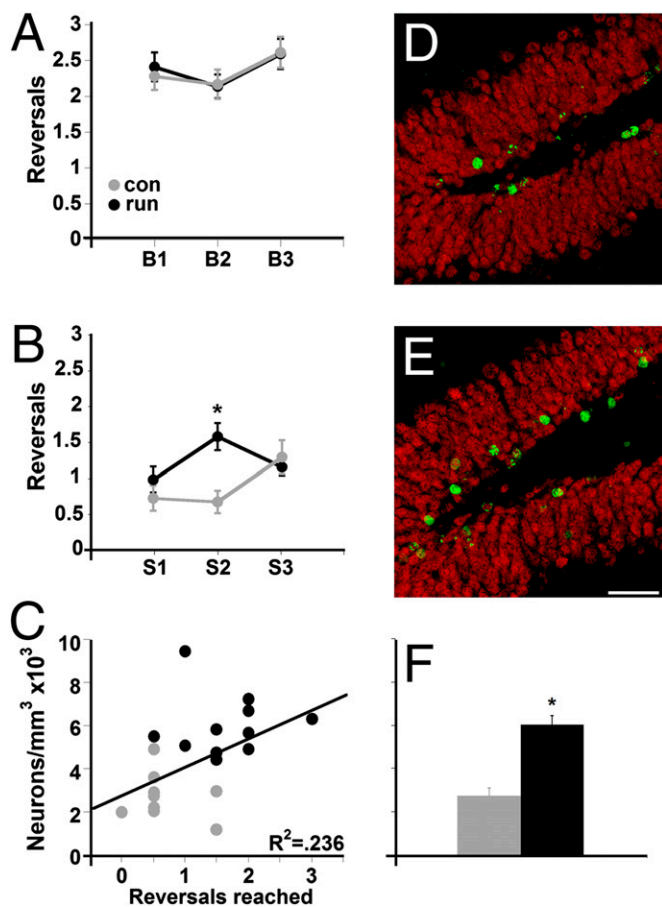 A
3
2.5
2
1.5
1
0.5
0
Reversals
con
run
B1 B2 B3
D
B
3
2.5
2
1.5
1
0.5
0
Reversals
*
S1 S2 S3
E
C
10
8
6
4
2
0
Neurons/mm³ x10³
R²=.236
0 1 2 3
Reversals reached
F
*